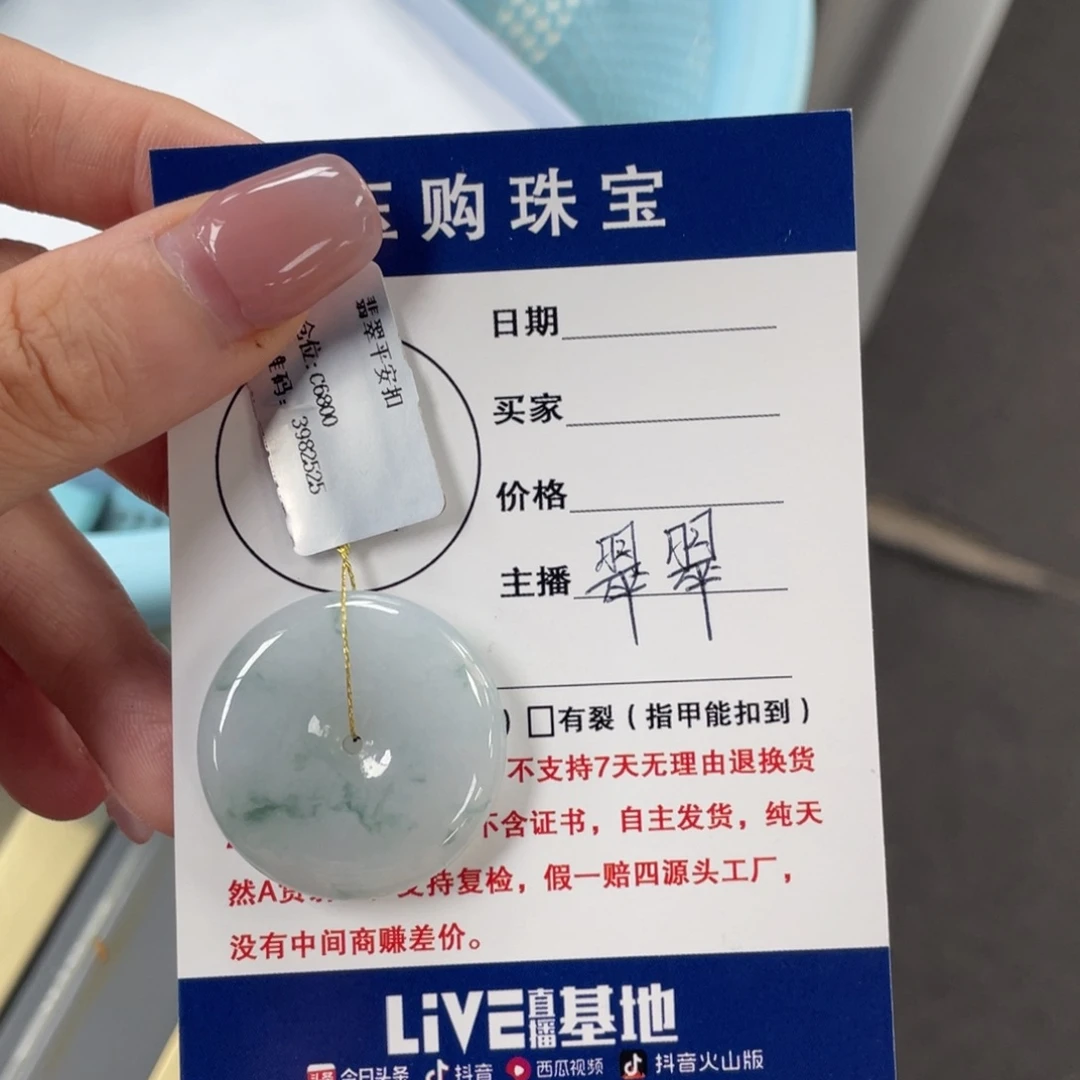 购珠宝
翡翠平安扣
仓位:C6800
码: 3982525
日期
买家
价格
主播 翠翠
) □有裂(指甲能扣到)
不支持7天无理由退换货
不含证书，自主发货，纯天
然A货 支持复检，假一赔四源头工厂，
没有中间商赚差价。
LiVE直播基地
头条 今日头条 抖音 西瓜视频 抖音火山版